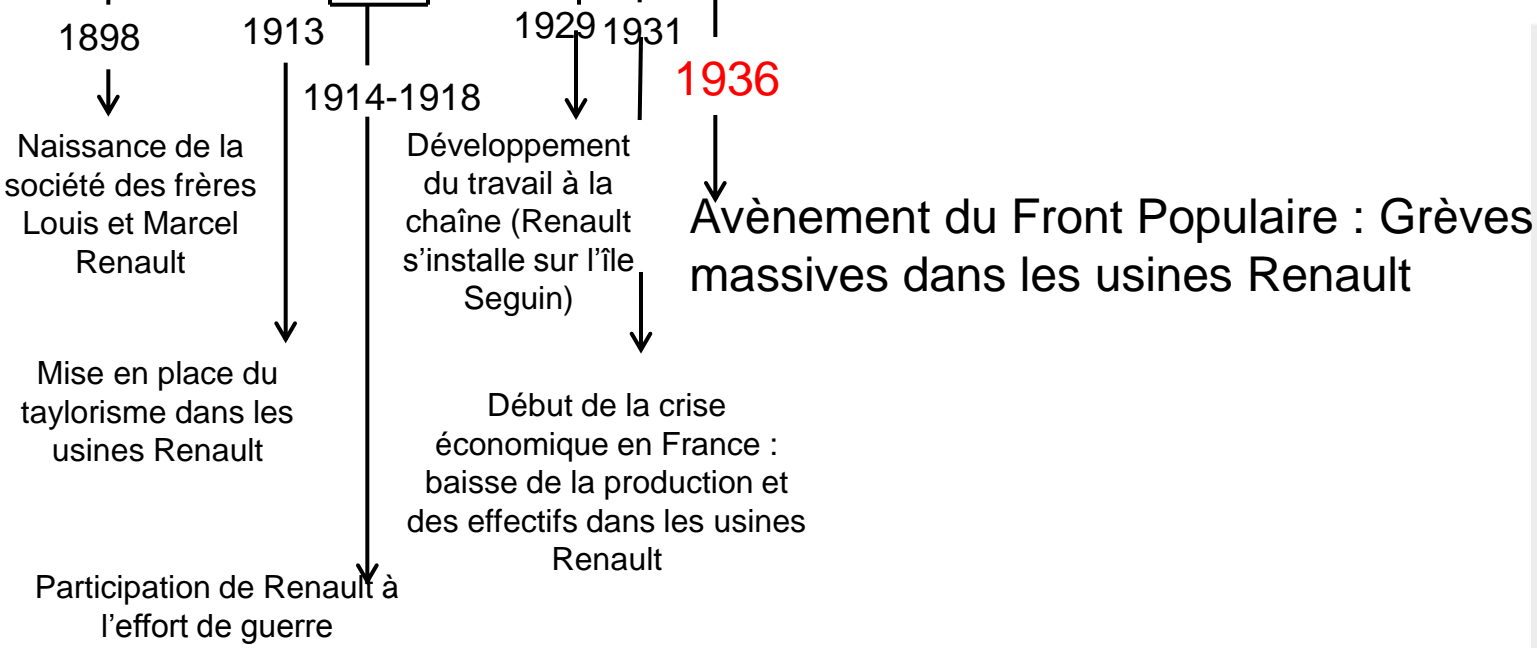 1898
1913
1914-1918
1929
1931
1936
Naissance de la
société des frères
Louis et Marcel
Renault
Mise en place du
taylorisme dans les
usines Renault
Participation de Renault à
l’effort de guerre
Développement
du travail à la
chaîne (Renault
s’installe sur l’île
Seguin)
Début de la crise
économique en France :
baisse de la production et
des effectifs dans les usines
Renault
Avènement du Front Populaire : Grèves
massives dans les usines Renault